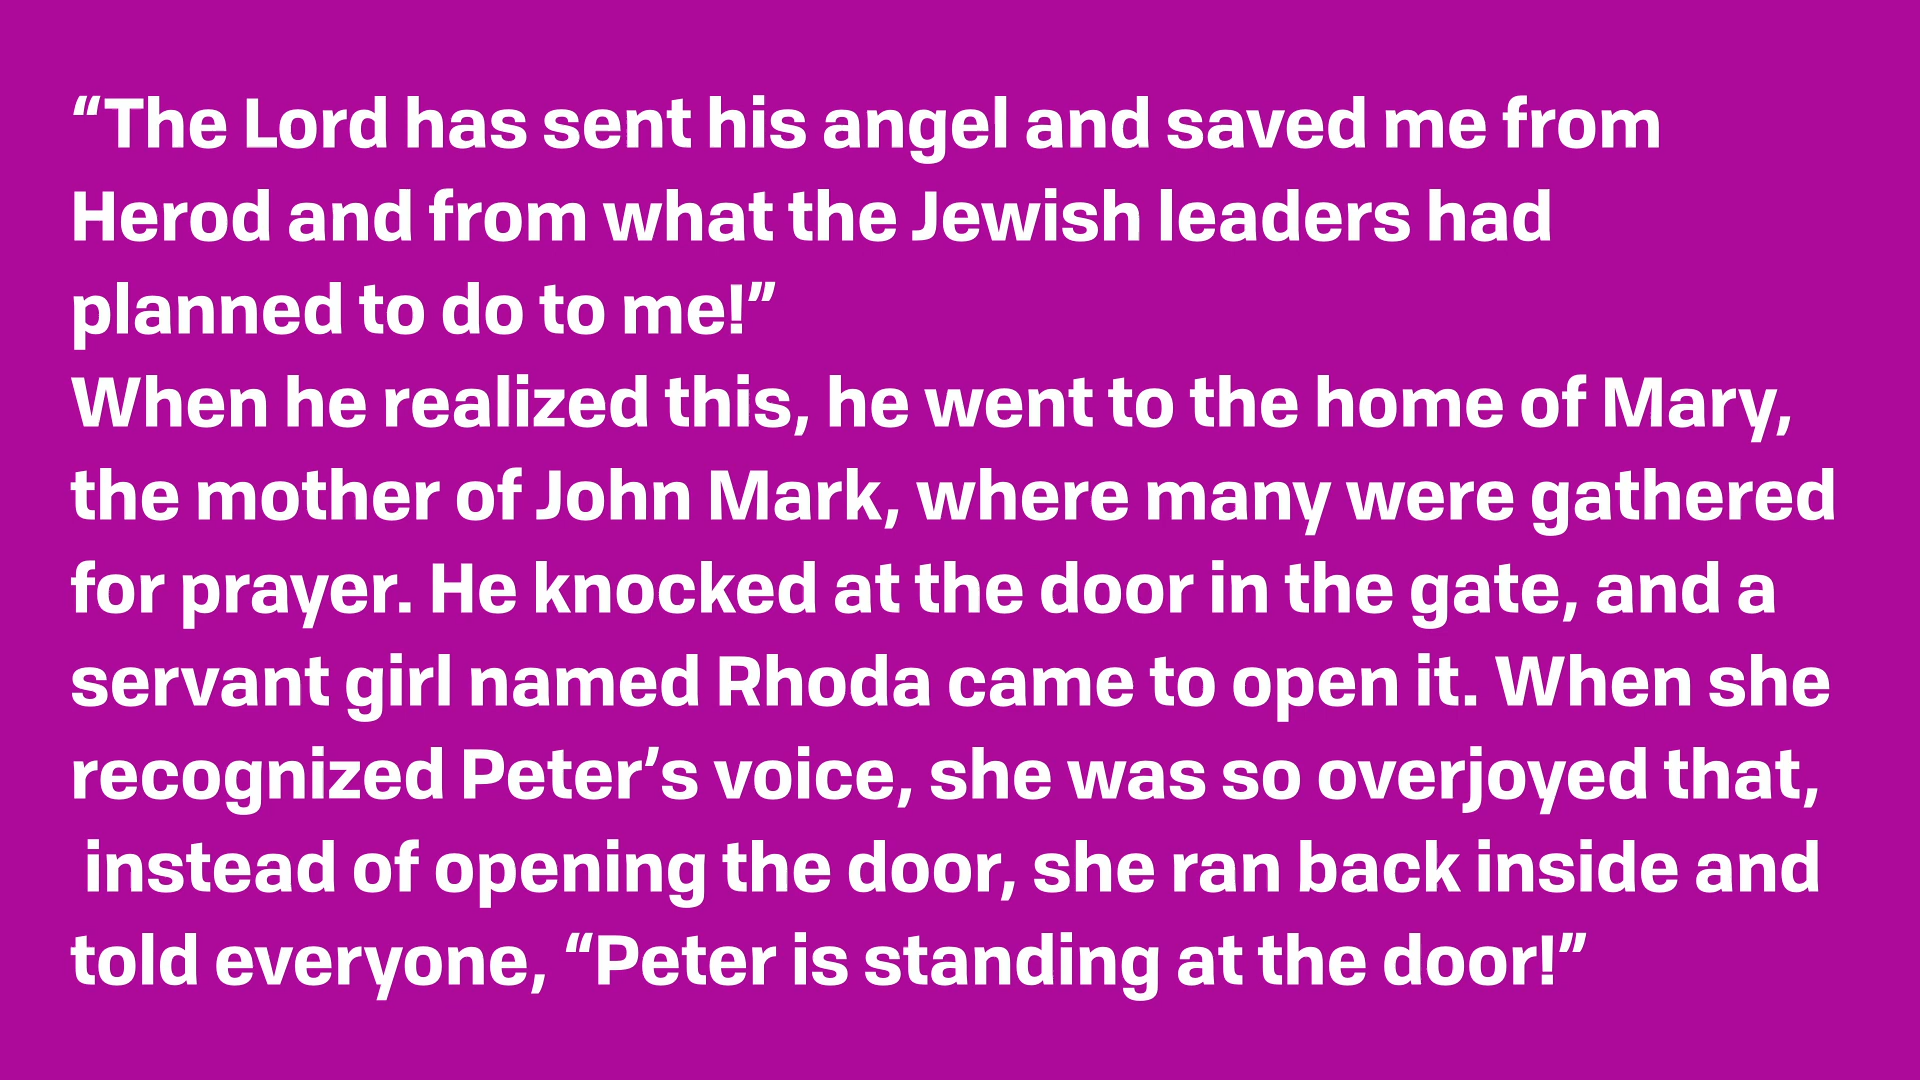 “The Lord has sent his angel and saved me from
Herod and from what the Jewish leaders had
planned to do to me!”
When he realized this, he went to the home of Mary,
the mother of John Mark, where many were gathered
for prayer. He knocked at the door in the gate, and a
servant girl named Rhoda came to open it. When she
recognized Peter’s voice, she was so overjoyed that,
instead of opening the door, she ran back inside and
told everyone, “Peter is standing at the door!”